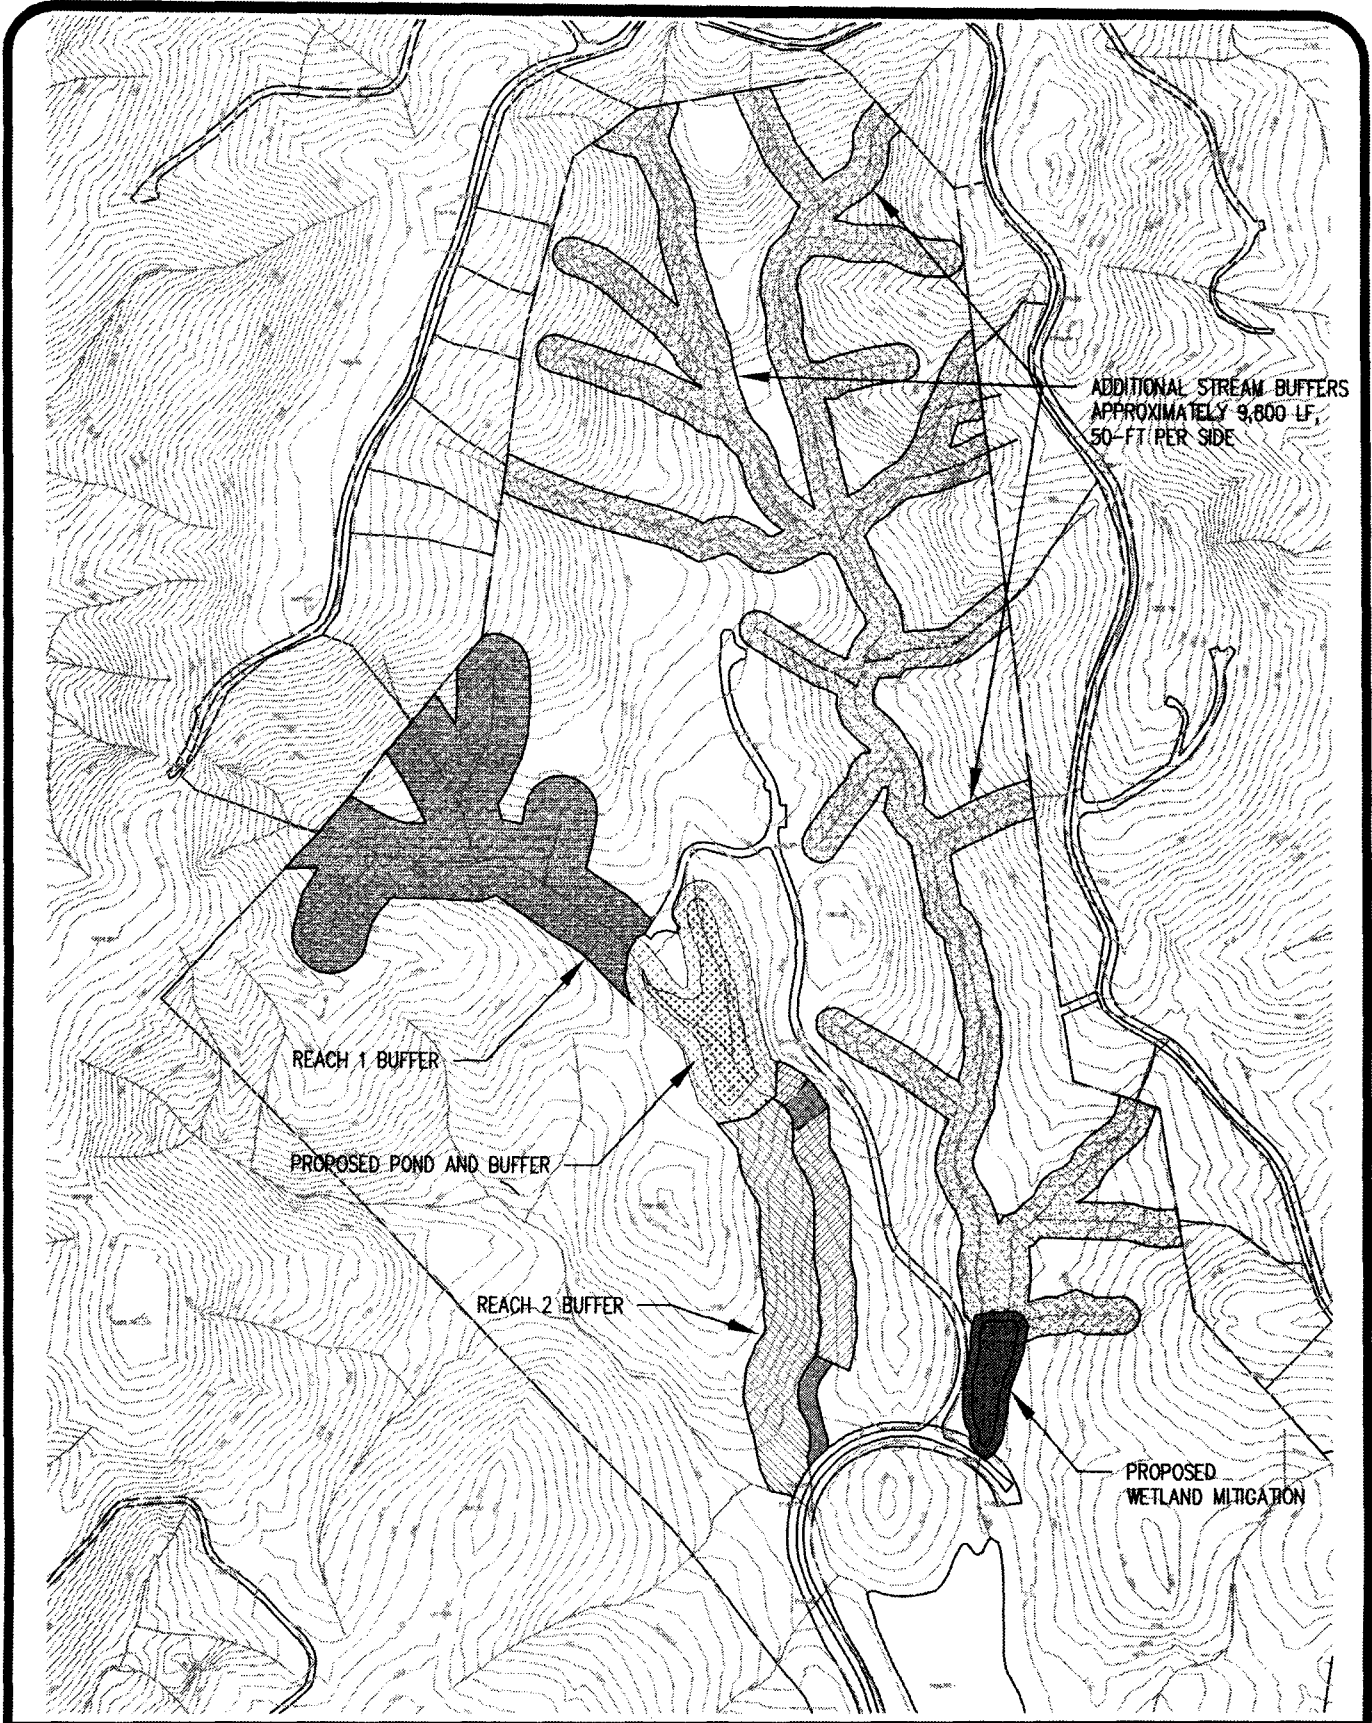 ADDITIONAL STREAM BUFFERS
APPROXIMATELY 9,800 LF,
50-FT PER SIDE
REACH 1 BUFFER
PROPOSED POND AND BUFFER
REACH 2 BUFFER
PROPOSED
WETLAND MITIGATION